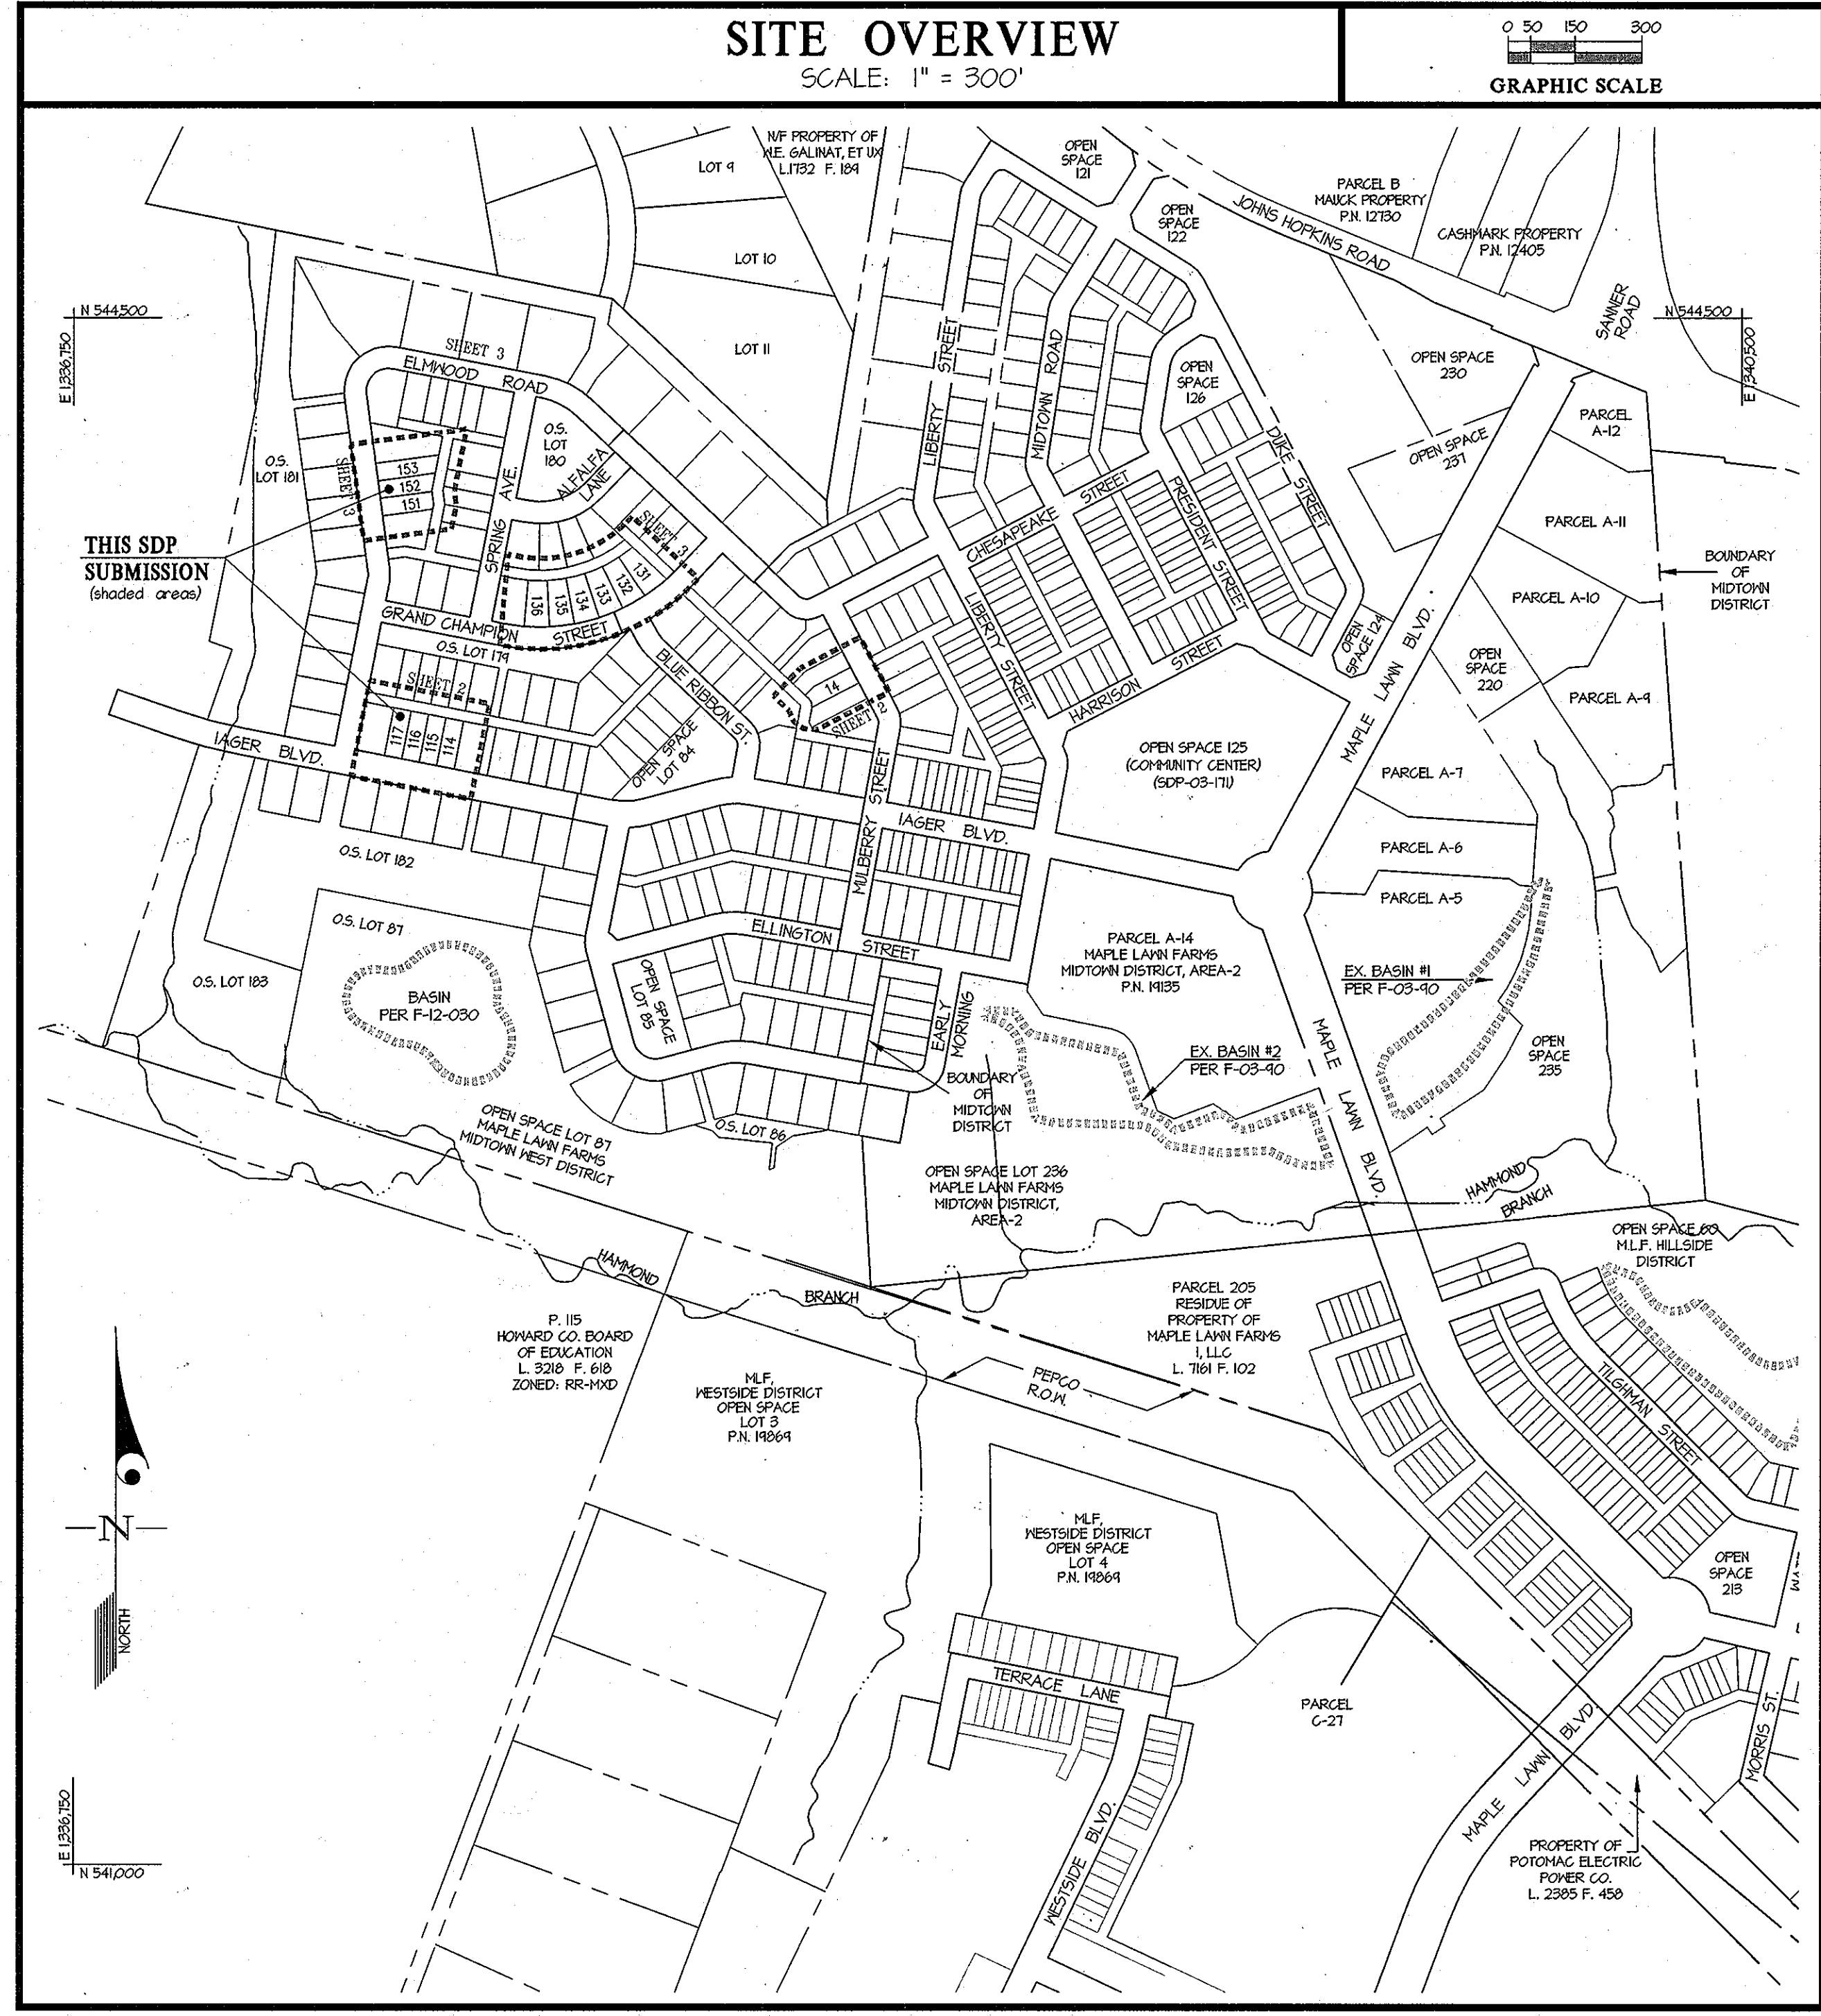 SITE OVERVIEW
SCALE: 1" = 300'
0 50 150 300
GRAPHIC SCALE
N/F PROPERTY OF
W.E. GALINAT, ET UX
L.1732 F. 189
LOT 9
LOT 10
LOT 11
OPEN
SPACE
121
OPEN
SPACE
122
JOHNS HOPKINS ROAD
PARCEL B
MAUCK PROPERTY
P.N. 12730
CASHMARK PROPERTY
P.N. 12405
SANNER
ROAD
N 544,500
E 1,336,750
N 544,500
E 1,340,500
SHEET 3
ELMWOOD ROAD
O.S.
LOT
180
ALFALFA
LANE
O.S.
LOT 181
SHEET 3
153
152
151
SPRING AVE.
SHEET 3
136
135
134
133
132
131
THIS SDP
SUBMISSION
(shaded areas)
GRAND CHAMPION STREET
O.S. LOT 179
SHEET 2
117
116
115
114
BLUE RIBBON ST.
OPEN SPACE
LOT 84
14
SHEET 2
IAGER BLVD.
LIBERTY STREET
MIDTOWN ROAD
OPEN
SPACE
126
DUKE STREET
CHESAPEAKE STREET
PRESIDENT STREET
LIBERTY STREET
HARRISON STREET
OPEN
SPACE 124
OPEN SPACE
230
OPEN SPACE
237
PARCEL
A-12
PARCEL A-11
PARCEL A-10
PARCEL A-9
OPEN
SPACE
220
BOUNDARY
OF
MIDTOWN
DISTRICT
MAPLE LAWN BLVD.
OPEN SPACE 125
(COMMUNITY CENTER)
(SDP-03-171)
PARCEL A-7
PARCEL A-6
PARCEL A-5
MULBERRY STREET
IAGER BLVD.
ELLINGTON STREET
O.S. LOT 182
O.S. LOT 87
O.S. LOT 183
BASIN
PER F-12-030
OPEN SPACE
LOT 85
EARLY
MORNING
PARCEL A-14
MAPLE LAWN FARMS
MIDTOWN DISTRICT, AREA-2
P.N. 19135
EX. BASIN #1
PER F-03-90
EX. BASIN #2
PER F-03-90
OPEN
SPACE
235
MAPLE LAWN BLVD.
BOUNDARY
OF
MIDTOWN
DISTRICT
O.S. LOT 86
OPEN SPACE LOT 87
MAPLE LAWN FARMS
MIDTOWN WEST DISTRICT
OPEN SPACE LOT 236
MAPLE LAWN FARMS
MIDTOWN DISTRICT,
AREA-2
HAMMOND
BRANCH
OPEN SPACE 60
M.L.F. HILLSIDE
DISTRICT
HAMMOND
BRANCH
P. 115
HOWARD CO. BOARD
OF EDUCATION
L. 3218 F. 618
ZONED: RR-MXD
PARCEL 205
RESIDUE OF
PROPERTY OF
MAPLE LAWN FARMS
I, LLC
L. 7161 F. 102
MLF,
WESTSIDE DISTRICT
OPEN SPACE
LOT 3
P.N. 19869
PEPCO
R.O.W.
TILGHMAN STREET
MLF,
WESTSIDE DISTRICT
OPEN SPACE
LOT 4
P.N. 19869
OPEN
SPACE
213
N
NORTH
TERRACE LANE
PARCEL
C-27
MAPLE LAWN BLVD.
MORRIS ST.
WESTSIDE BLVD.
PROPERTY OF
POTOMAC ELECTRIC
POWER CO.
L. 2385 F. 458
E 1,336,750
N 541,000